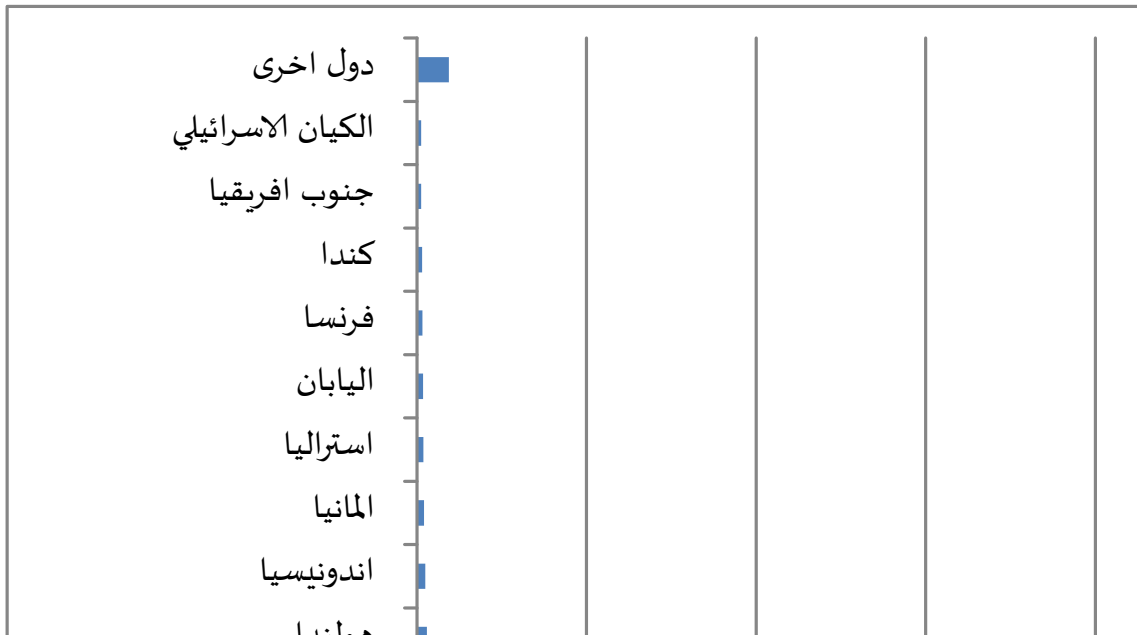 دول اخرى
الكيان الاسرائيلي
جنوب افريقيا
كندا
فرنسا
اليابان
استراليا
المانيا
اندونيسيا